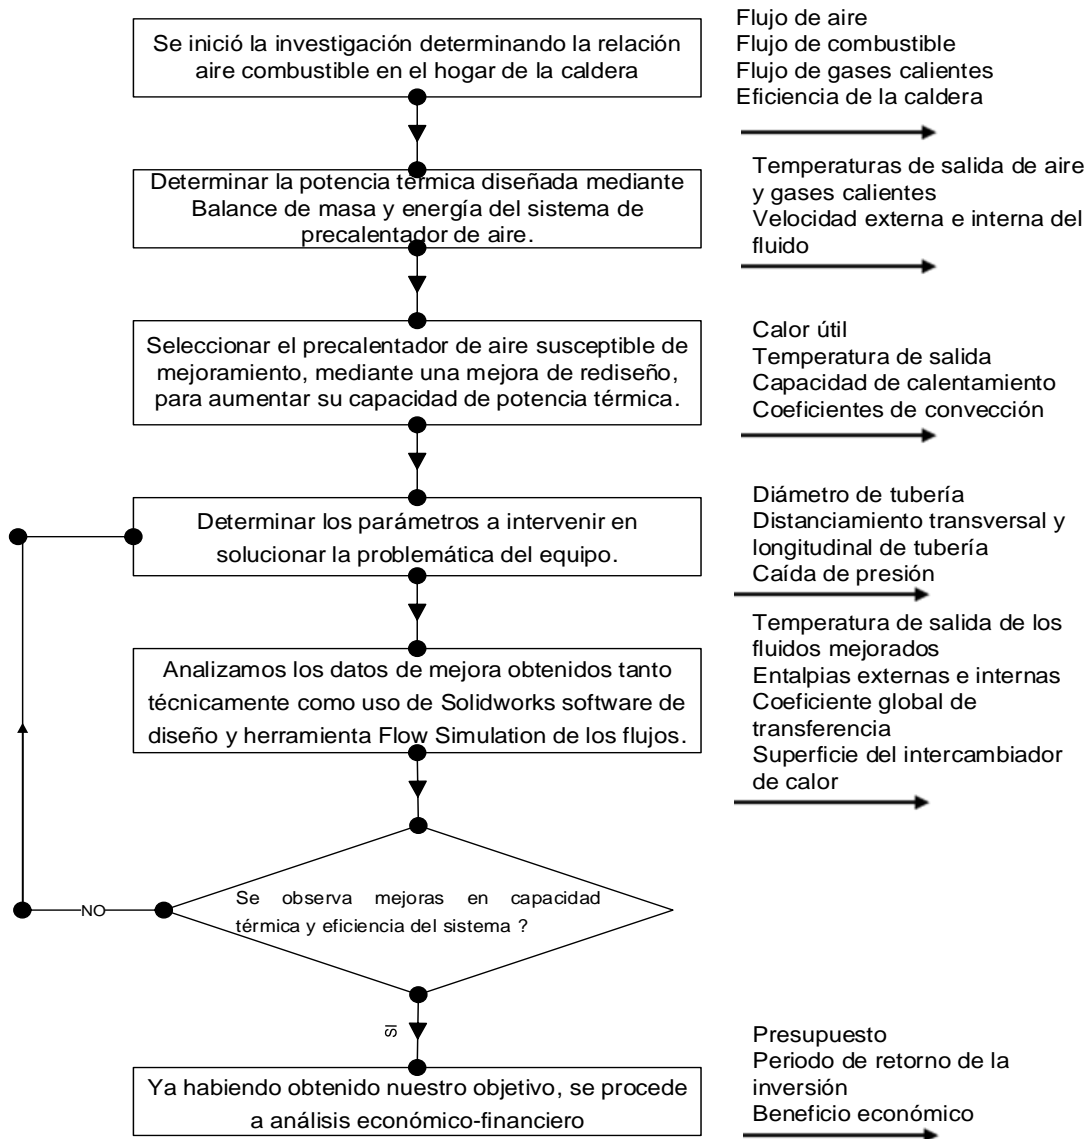 Se inició la investigación determinando la relación
aire combustible en el hogar de la caldera
Flujo de aire
Flujo de combustible
Flujo de gases calientes
Eficiencia de la caldera
Determinar la potencia térmica diseñada mediante
Balance de masa y energía del sistema de
precalentador de aire.
Temperaturas de salida de aire
y gases calientes
Velocidad externa e interna del
fluido
Seleccionar el precalentador de aire susceptible de
mejoramiento, mediante una mejora de rediseño,
para aumentar su capacidad de potencia térmica.
Calor útil
Temperatura de salida
Capacidad de calentamiento
Coeficientes de convección
Determinar los parámetros a intervenir en
solucionar la problemática del equipo.
Diámetro de tubería
Distanciamiento transversal y
longitudinal de tubería
Caída de presión
Analizamos los datos de mejora obtenidos tanto
técnicamente como uso de Solidworks software de
diseño y herramienta Flow Simulation de los flujos.
Temperatura de salida de los
fluidos mejorados
Entalpias externas e internas
Coeficiente global de
transferencia
Superficie del intercambiador
de calor
Se observa mejoras en capacidad
térmica y eficiencia del sistema ?
NO
SI
Ya habiendo obtenido nuestro objetivo, se procede
a análisis económico-financiero
Presupuesto
Periodo de retorno de la
inversión
Beneficio económico